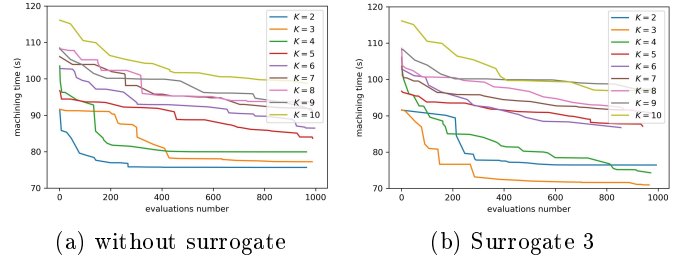 120
110
100
90
80
70
machining time (s)
0
200
400
600
800
1000
evaluations number
K = 2
K = 3
K = 4
K = 5
K = 6
K = 7
K = 8
K = 9
K = 10
(a) without surrogate
120
110
100
90
80
70
machining time (s)
0
200
400
600
800
1000
evaluations number
K = 2
K = 3
K = 4
K = 5
K = 6
K = 7
K = 8
K = 9
K = 10
(b) Surrogate 3